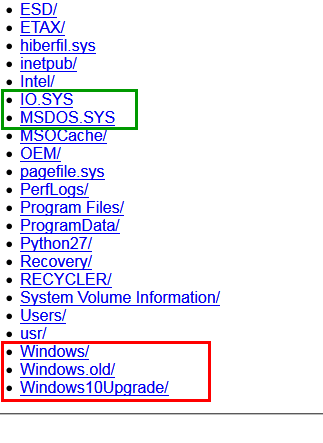 ESD/
ETAX/
hiberfil.sys
inetpub/
Intel/
IO.SYS
MSDOS.SYS
MSOCache/
OEM/
pagefile.sys
PerfLogs/
Program Files/
ProgramData/
Python27/
Recovery/
RECYCLER/
System Volume Information/
Users/
usr/
Windows/
Windows.old/
Windows10Upgrade/